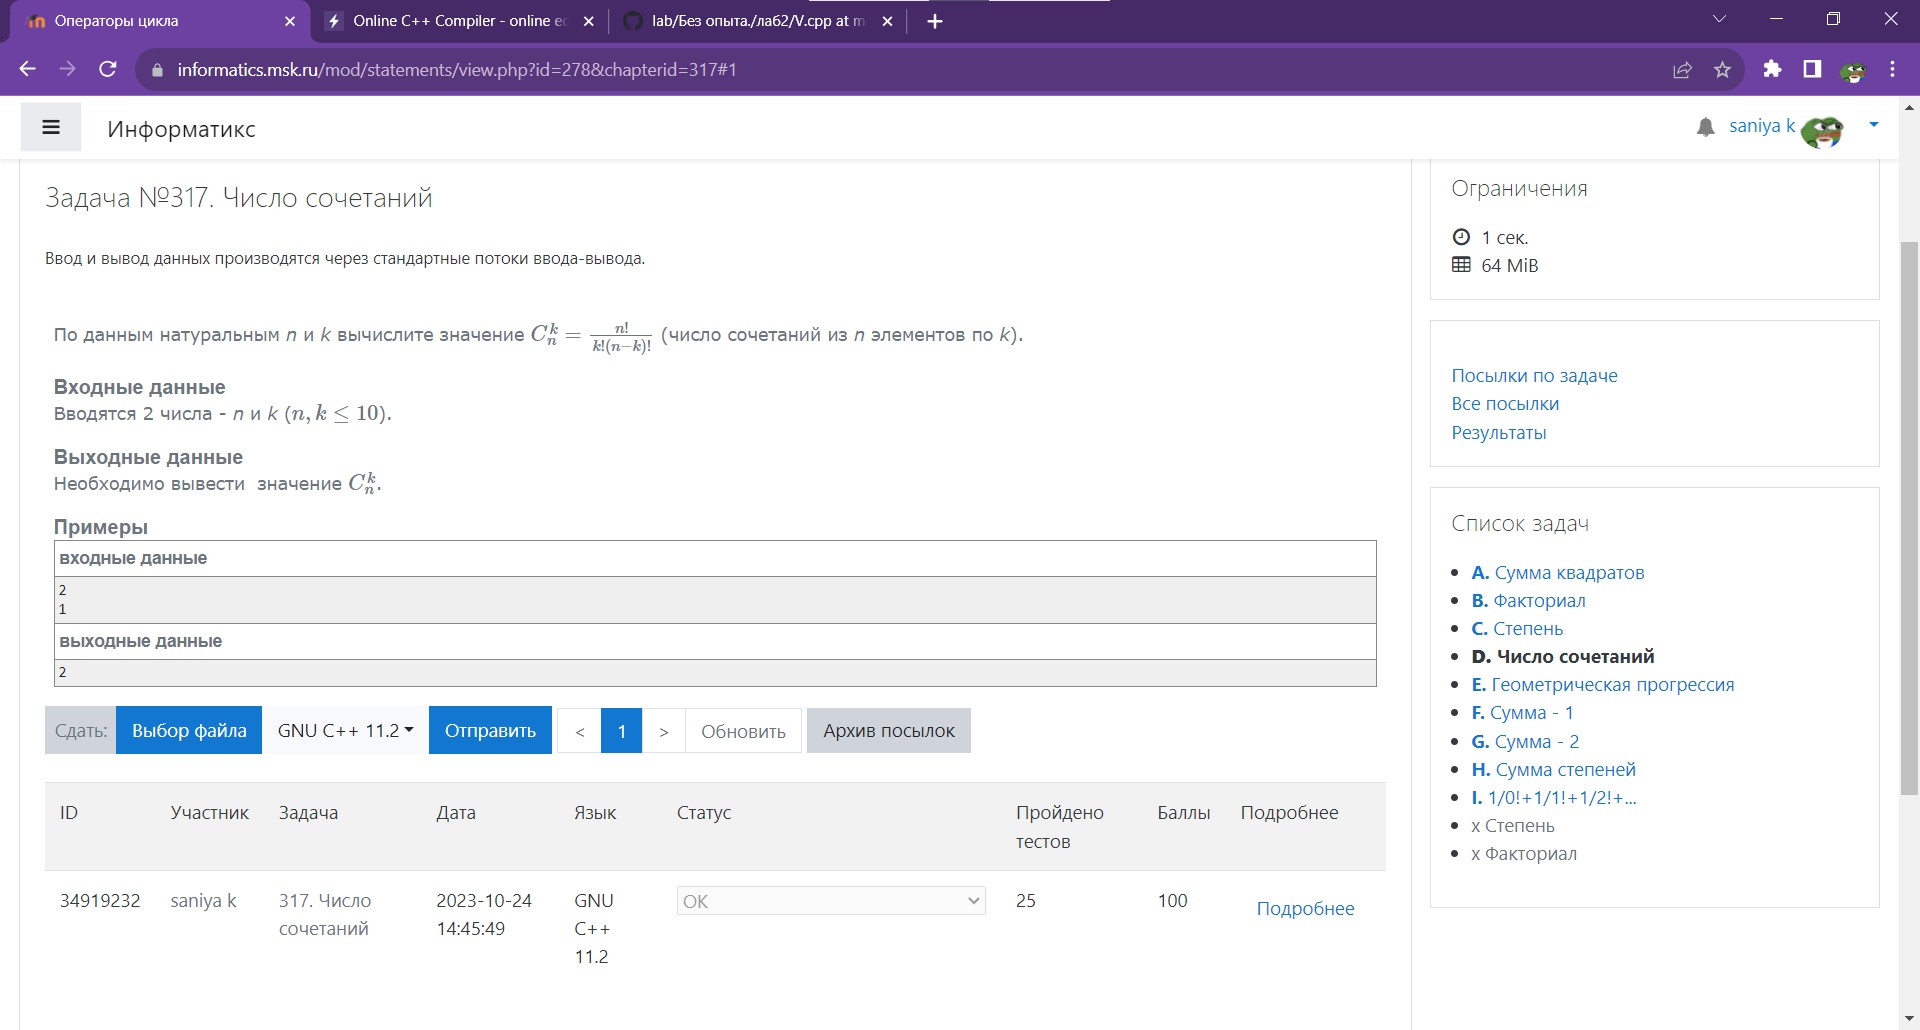 Операторы цикла
Online C++ Compiler - online ed
lab/Без опыта./лаб2/V.cpp at m
informatics.msk.ru/mod/statements/view.php?id=278&chapterid=317#1
Информатикс
saniya k
Задача №317. Число сочетаний
Ввод и вывод данных производятся через стандартные потоки ввода-вывода.
По данным натуральным n и k вычислите значение C_n^k = n!/(k!(n−k)!) (число сочетаний из n элементов по k).
Входные данные
Вводятся 2 числа - n и k (n, k ≤ 10).
Выходные данные
Необходимо вывести значение C_n^k.
Примеры
входные данные
2
1
выходные данные
2
Сдать: Выбор файла GNU C++ 11.2 Отправить < 1 > Обновить Архив посылок
ID Участник Задача Дата Язык Статус Пройдено тестов Баллы Подробнее
34919232 saniya k 317. Число сочетаний 2023-10-24 14:45:49 GNU C++ 11.2 OK 25 100 Подробнее
Ограничения
1 сек.
64 MiB
Посылки по задаче
Все посылки
Результаты
Список задач
A. Сумма квадратов
B. Факториал
C. Степень
D. Число сочетаний
E. Геометрическая прогрессия
F. Сумма - 1
G. Сумма - 2
H. Сумма степеней
I. 1/0!+1/1!+1/2!+...
x Степень
x Факториал